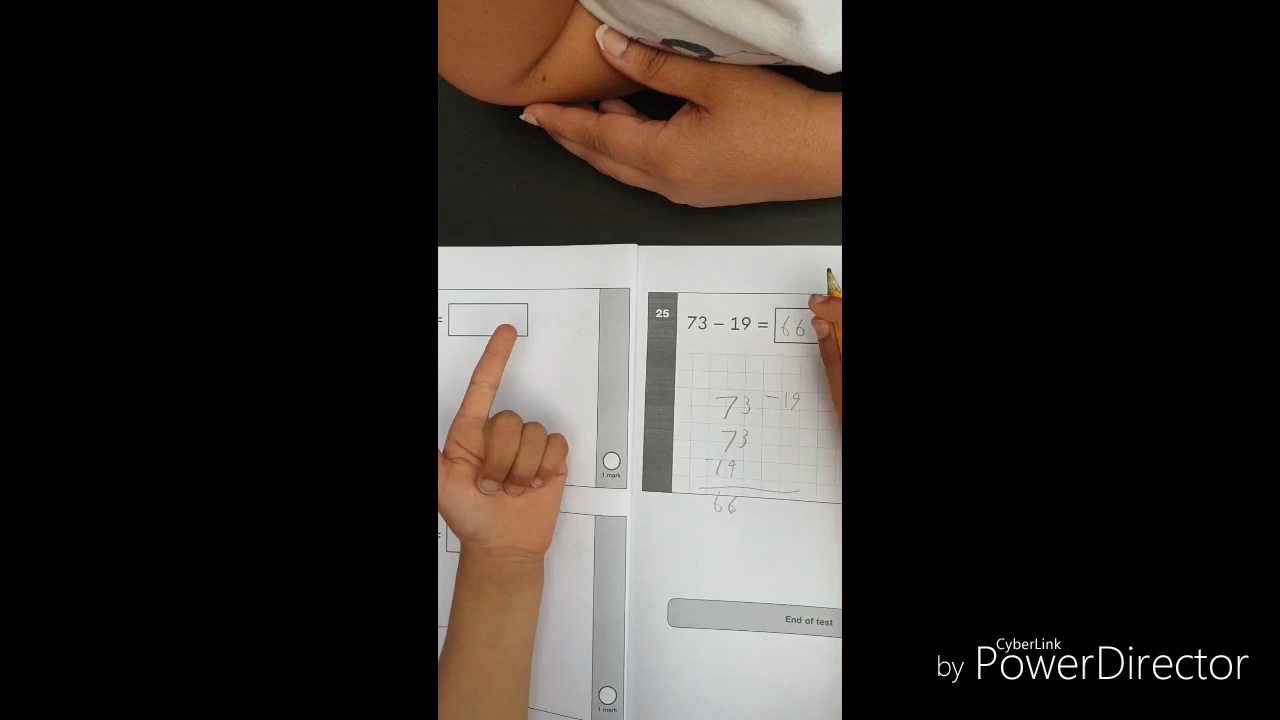 =
1 mark
=
1 mark
25
73 – 19 = 66
73 –19
73
-19
66
End of test
CyberLink
by PowerDirector